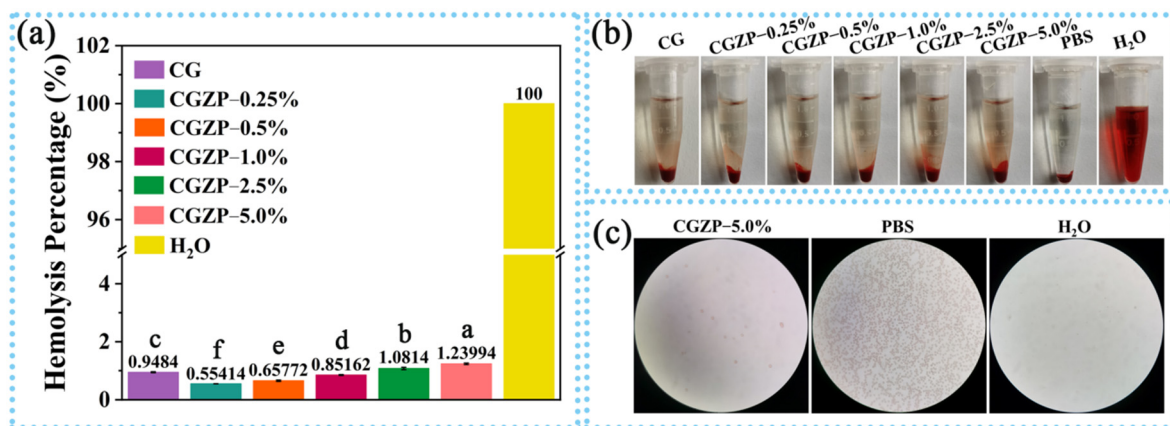 (a)
Hemolysis Percentage (%)
102
100
98
96
4
2
0
CG
CGZP−0.25%
CGZP−0.5%
CGZP−1.0%
CGZP−2.5%
CGZP−5.0%
H₂O
100
c
f
e
d
b
a
0.9484
0.55414
0.65772
0.85162
1.0814
1.23994
(b)
CG
CGZP−0.25%
CGZP−0.5%
CGZP−1.0%
CGZP−2.5%
CGZP−5.0%
PBS
H₂O
(c)
CGZP−5.0%
PBS
H₂O